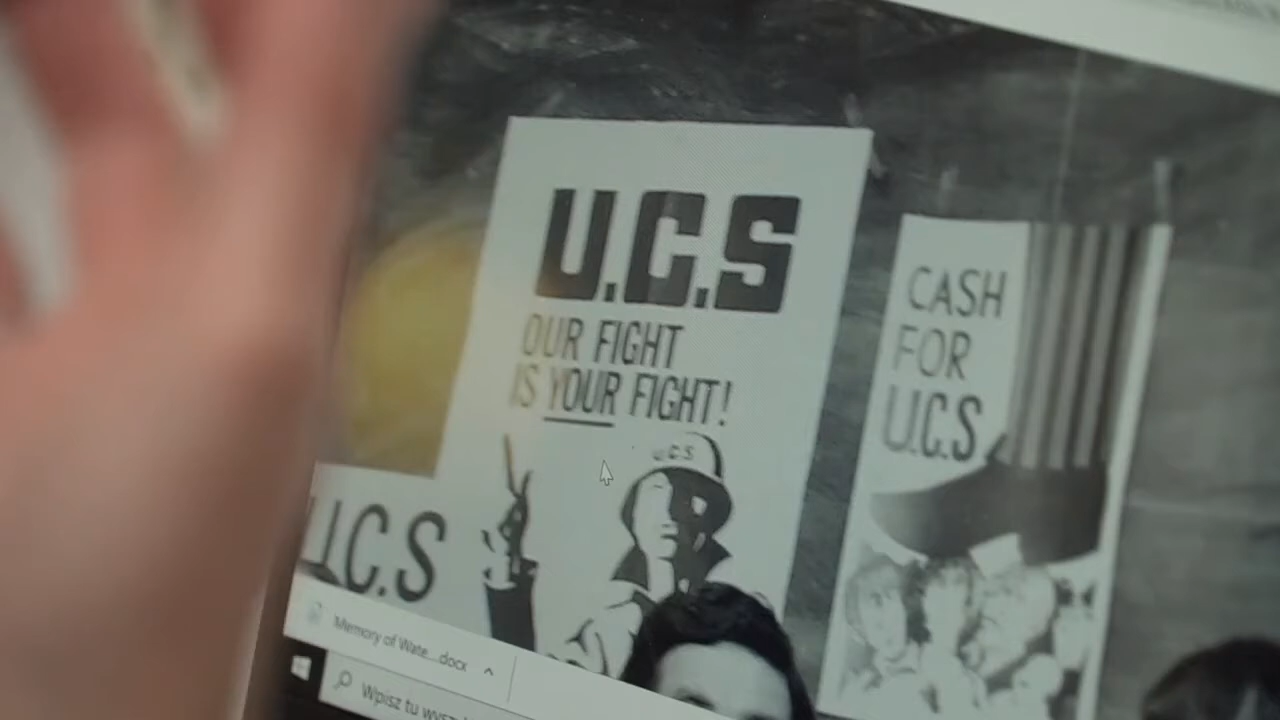 U.C.S
OUR FIGHT
IS YOUR FIGHT!
U.C.S
CASH
FOR
U.C.S
U.C.S
Memory of Wate...docx
Wpisz tu